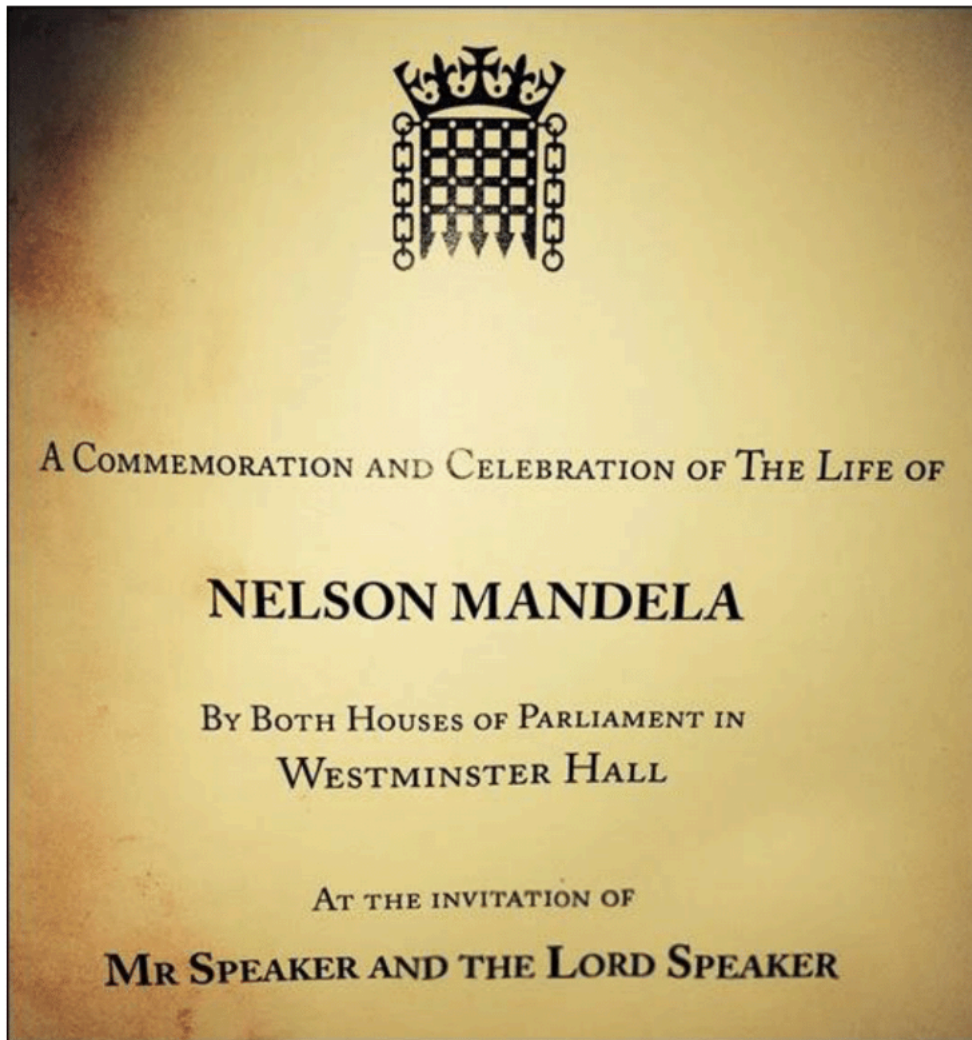 A Commemoration and Celebration of The Life of
NELSON MANDELA
By Both Houses of Parliament in
Westminster Hall
At the invitation of
Mr Speaker and the Lord Speaker